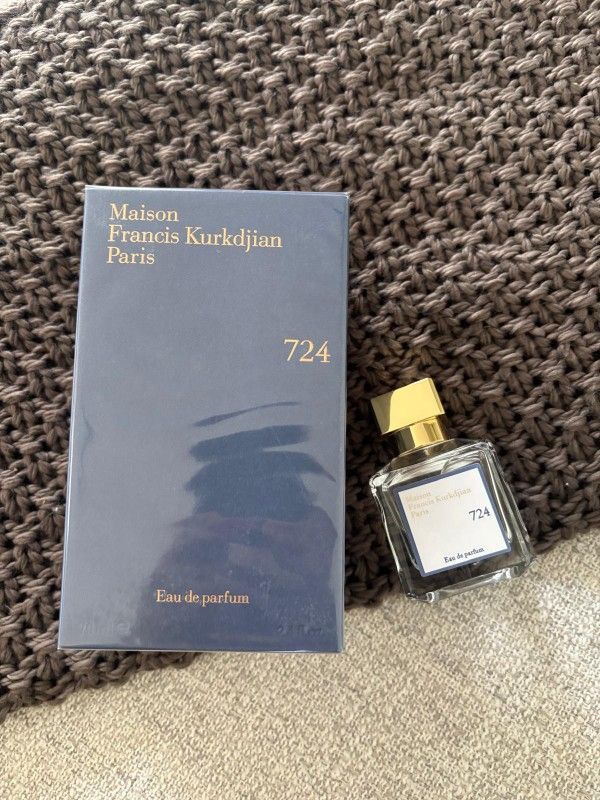 Maison
Francis Kurkdjian
Paris
724
Eau de parfum
Maison
Francis Kurkdjian
Paris
724
Eau de parfum